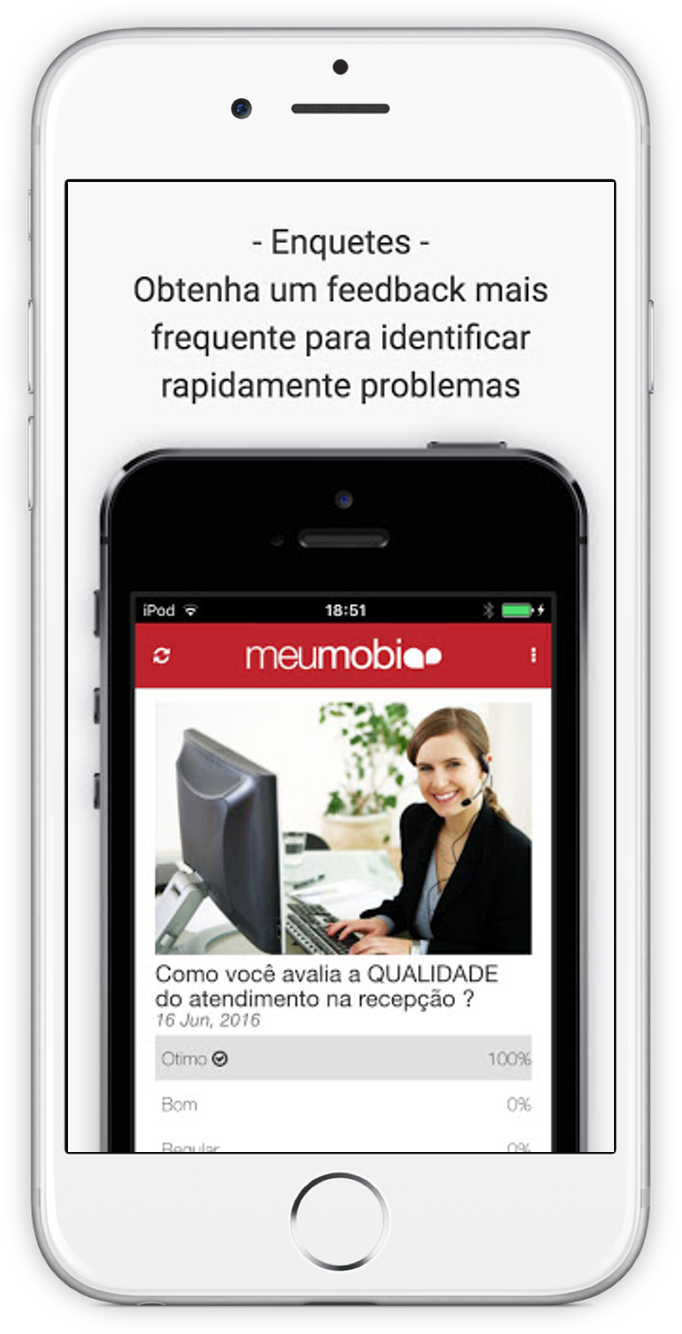 - Enquetes -
Obtenha um feedback mais
frequente para identificar
rapidamente problemas
iPod 18:51
meumobi
Como você avalia a QUALIDADE
do atendimento na recepção ?
16 Jun, 2016
Otimo 100%
Bom 0%
Regular 0%